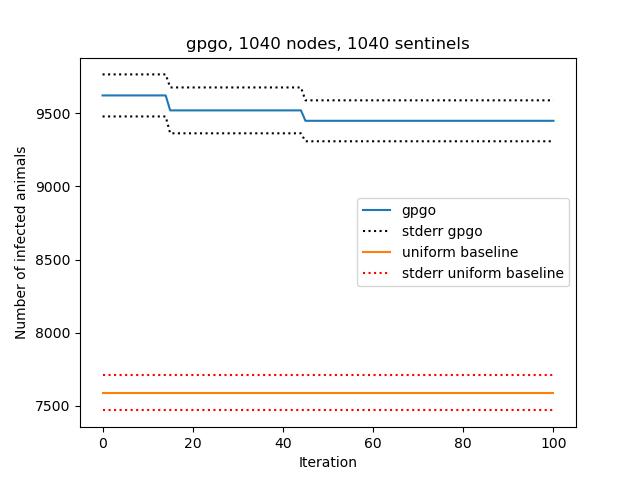 gpgo, 1040 nodes, 1040 sentinels
Number of infected animals
9500
9000
8500
8000
7500
gpgo
stderr gpgo
uniform baseline
stderr uniform baseline
0 20 40 60 80 100
Iteration